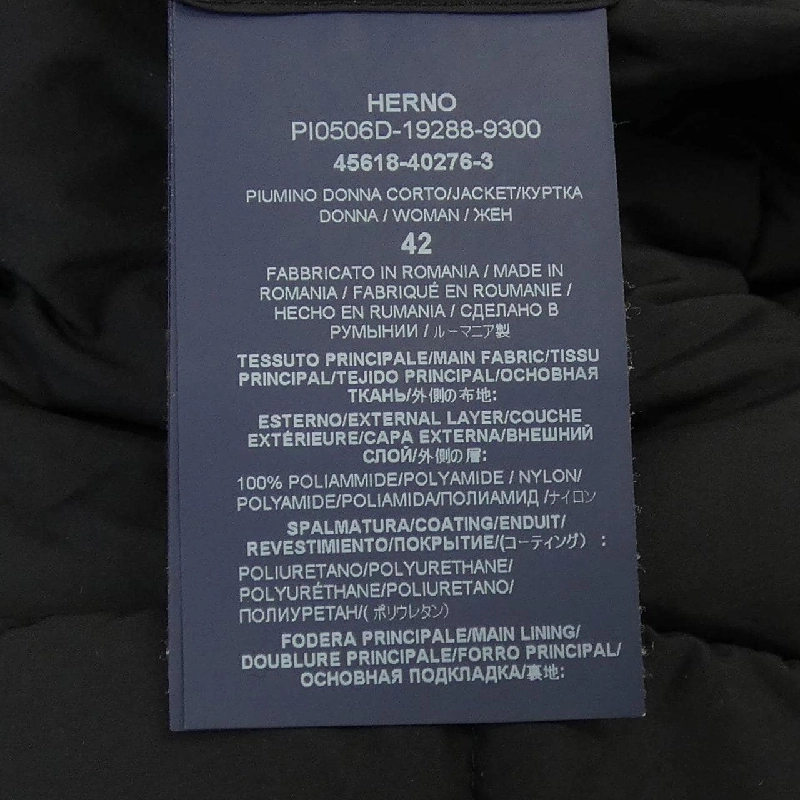 HERNO
PI0506D-19288-9300
45618-40276-3
PIUMINO DONNA CORTO/JACKET/КУРТКА
DONNA / WOMAN / ЖЕН
42
FABBRICATO IN ROMANIA / MADE IN
ROMANIA / FABRIQUÉ EN ROUMANIE /
HECHO EN RUMANIA / СДЕЛАНО В
РУМЫНИИ / ルーマニア製
TESSUTO PRINCIPALE/MAIN FABRIC/TISSU
PRINCIPAL/TEJIDO PRINCIPAL/ОСНОВНАЯ
ТКАНЬ/外側の布地:
ESTERNO/EXTERNAL LAYER/COUCHE
EXTÉRIEURE/CAPA EXTERNA/ВНЕШНИЙ
СЛОЙ/外側の層:
100% POLIAMMIDE/POLYAMIDE / NYLON/
POLYAMIDE/POLIAMIDA/ПОЛИАМИД /ナイロン
SPALMATURA/COATING/ENDUIT/
REVESTIMIENTO/ПОКРЫТИЕ/(コーティング) :
POLIURETANO/POLYURETHANE/
POLYURÉTHANE/POLIURETANO/
ПОЛИУРЕТАН/( ポリウレタン)
FODERA PRINCIPALE/MAIN LINING/
DOUBLURE PRINCIPALE/FORRO PRINCIPAL/
ОСНОВНАЯ ПОДКЛАДКА/裏地: